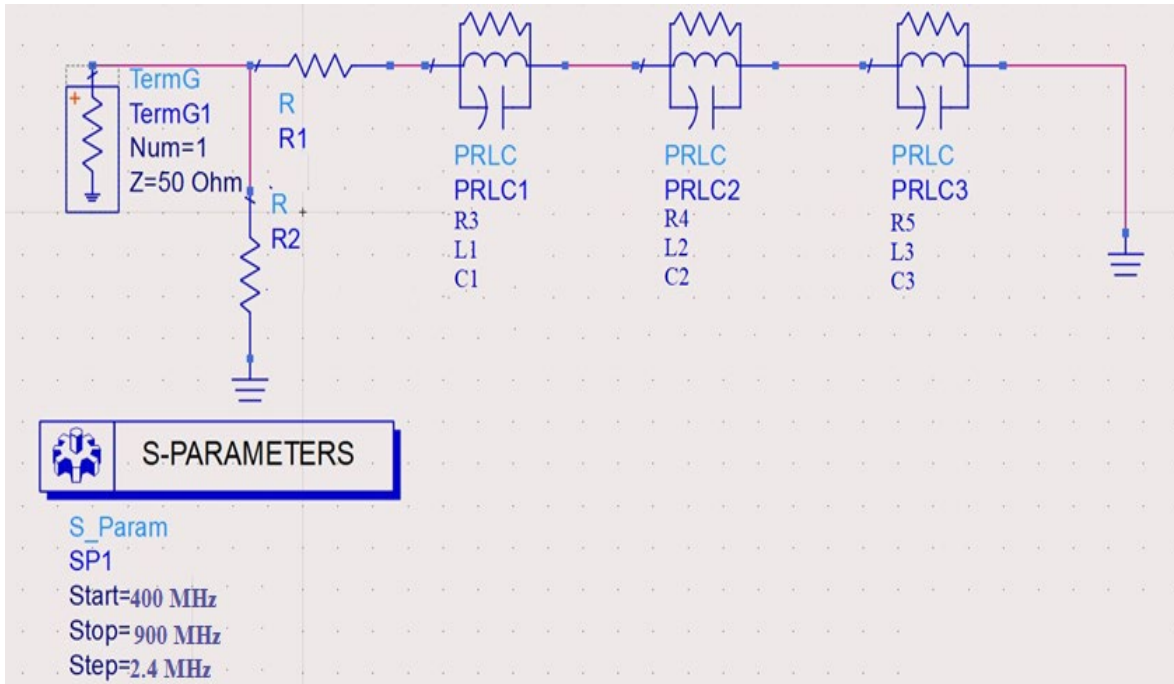 TermG
TermG1
Num=1
Z=50 Ohm
+
R
R1
R
R2
PRLC
PRLC1
R3
L1
C1
PRLC
PRLC2
R4
L2
C2
PRLC
PRLC3
R5
L3
C3
S-PARAMETERS
S_Param
SP1
Start=400 MHz
Stop= 900 MHz
Step=2.4 MHz